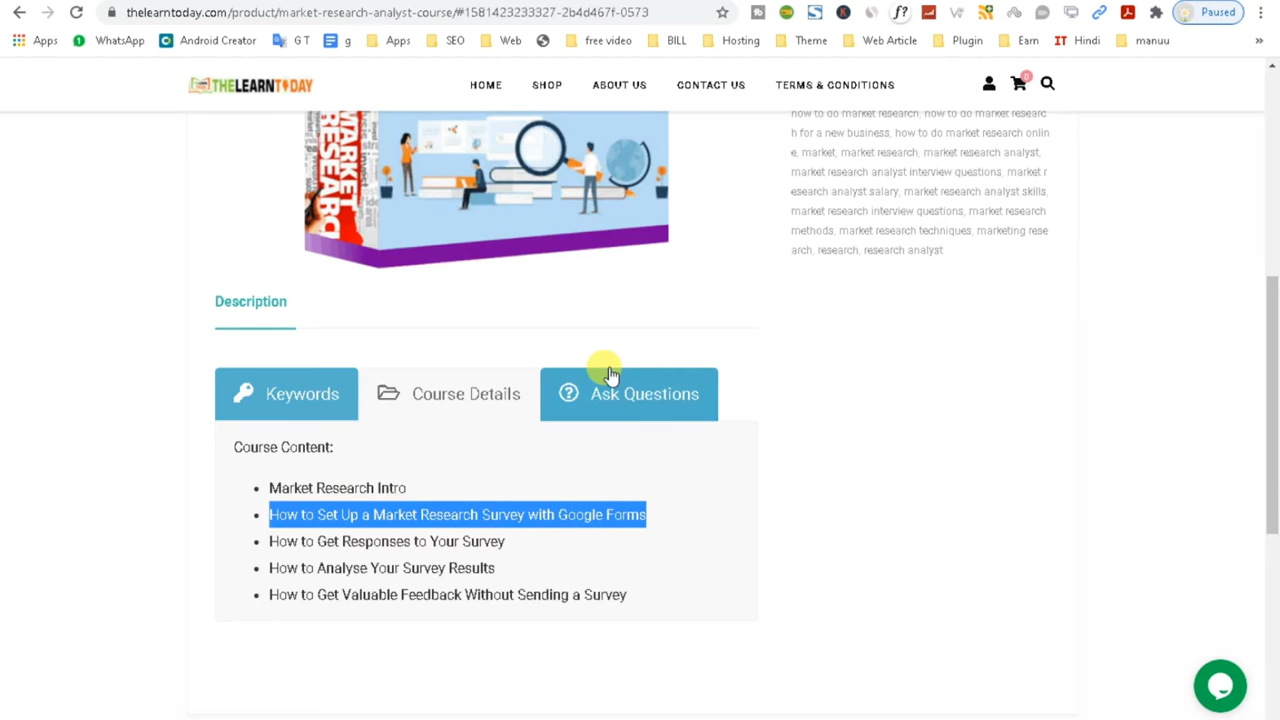 thelearntoday.com/product/market-research-analyst-course/#1581423233327-2b4d467f-0573
Paused
Apps
WhatsApp
Android Creator
G T
g
Apps
SEO
Web
free video
BILL
Hosting
Theme
Web Article
Plugin
Earn
IT Hindi
manuu
»
THELEARNTODAY
HOME
SHOP
ABOUT US
CONTACT US
TERMS & CONDITIONS
0
MARKET
RESEARCH
how to do market research, how to do researc
h for a new business, how to do market research onlin
e, market, market research, market research analyst,
market research analyst interview questions, market r
esearch analyst salary, market research analyst skills,
market research interview questions, market research
methods, market research techniques, marketing rese
arch, research, research analyst
Description
Keywords
Course Details
Ask Questions
Course Content:
• Market Research Intro
• How to Set Up a Market Research Survey with Google Forms
• How to Get Responses to Your Survey
• How to Analyse Your Survey Results
• How to Get Valuable Feedback Without Sending a Survey